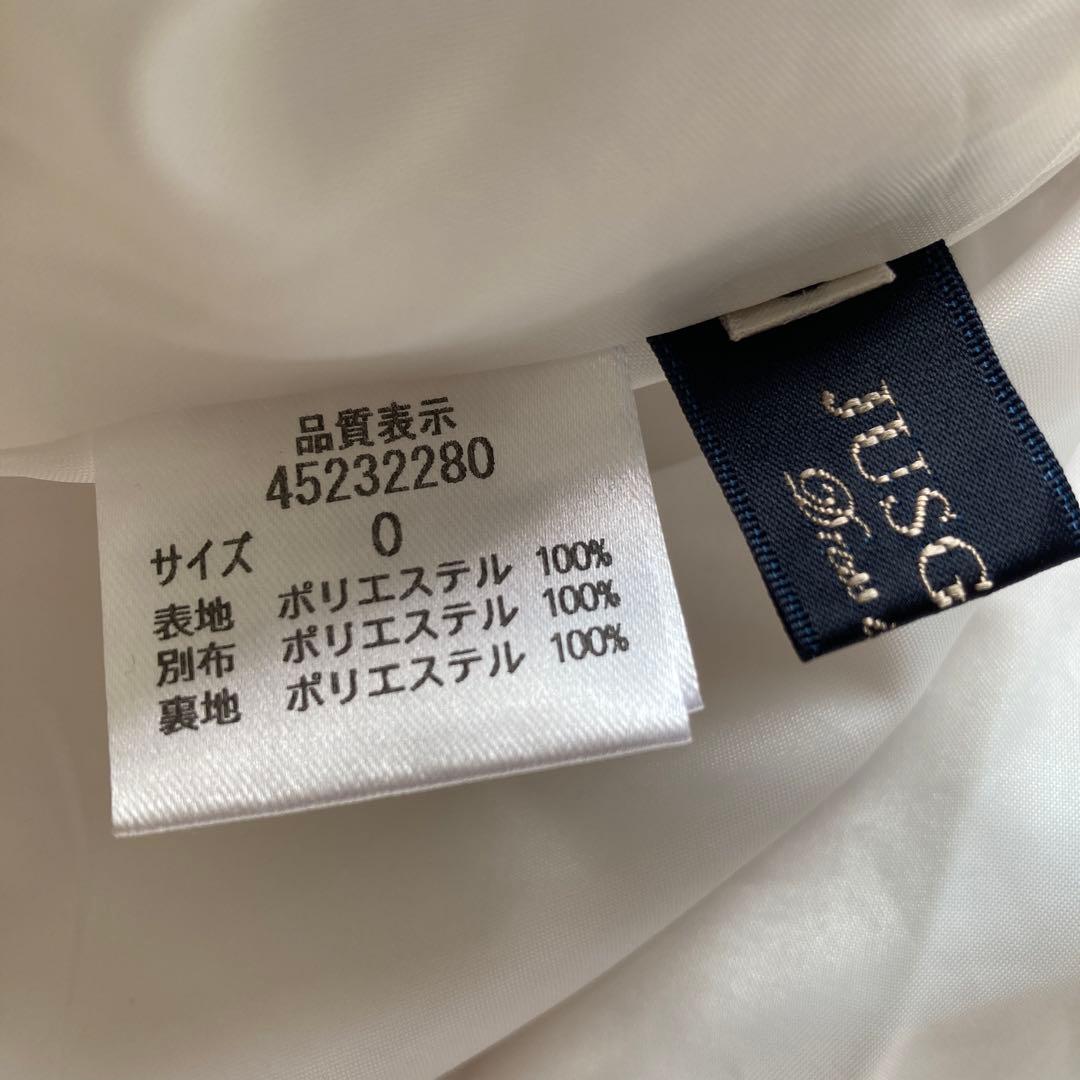 品質表示
45232280
サイズ 0
表地 ポリエステル 100%
別布 ポリエステル 100%
裏地 ポリエステル 100%
JUSG
Dress